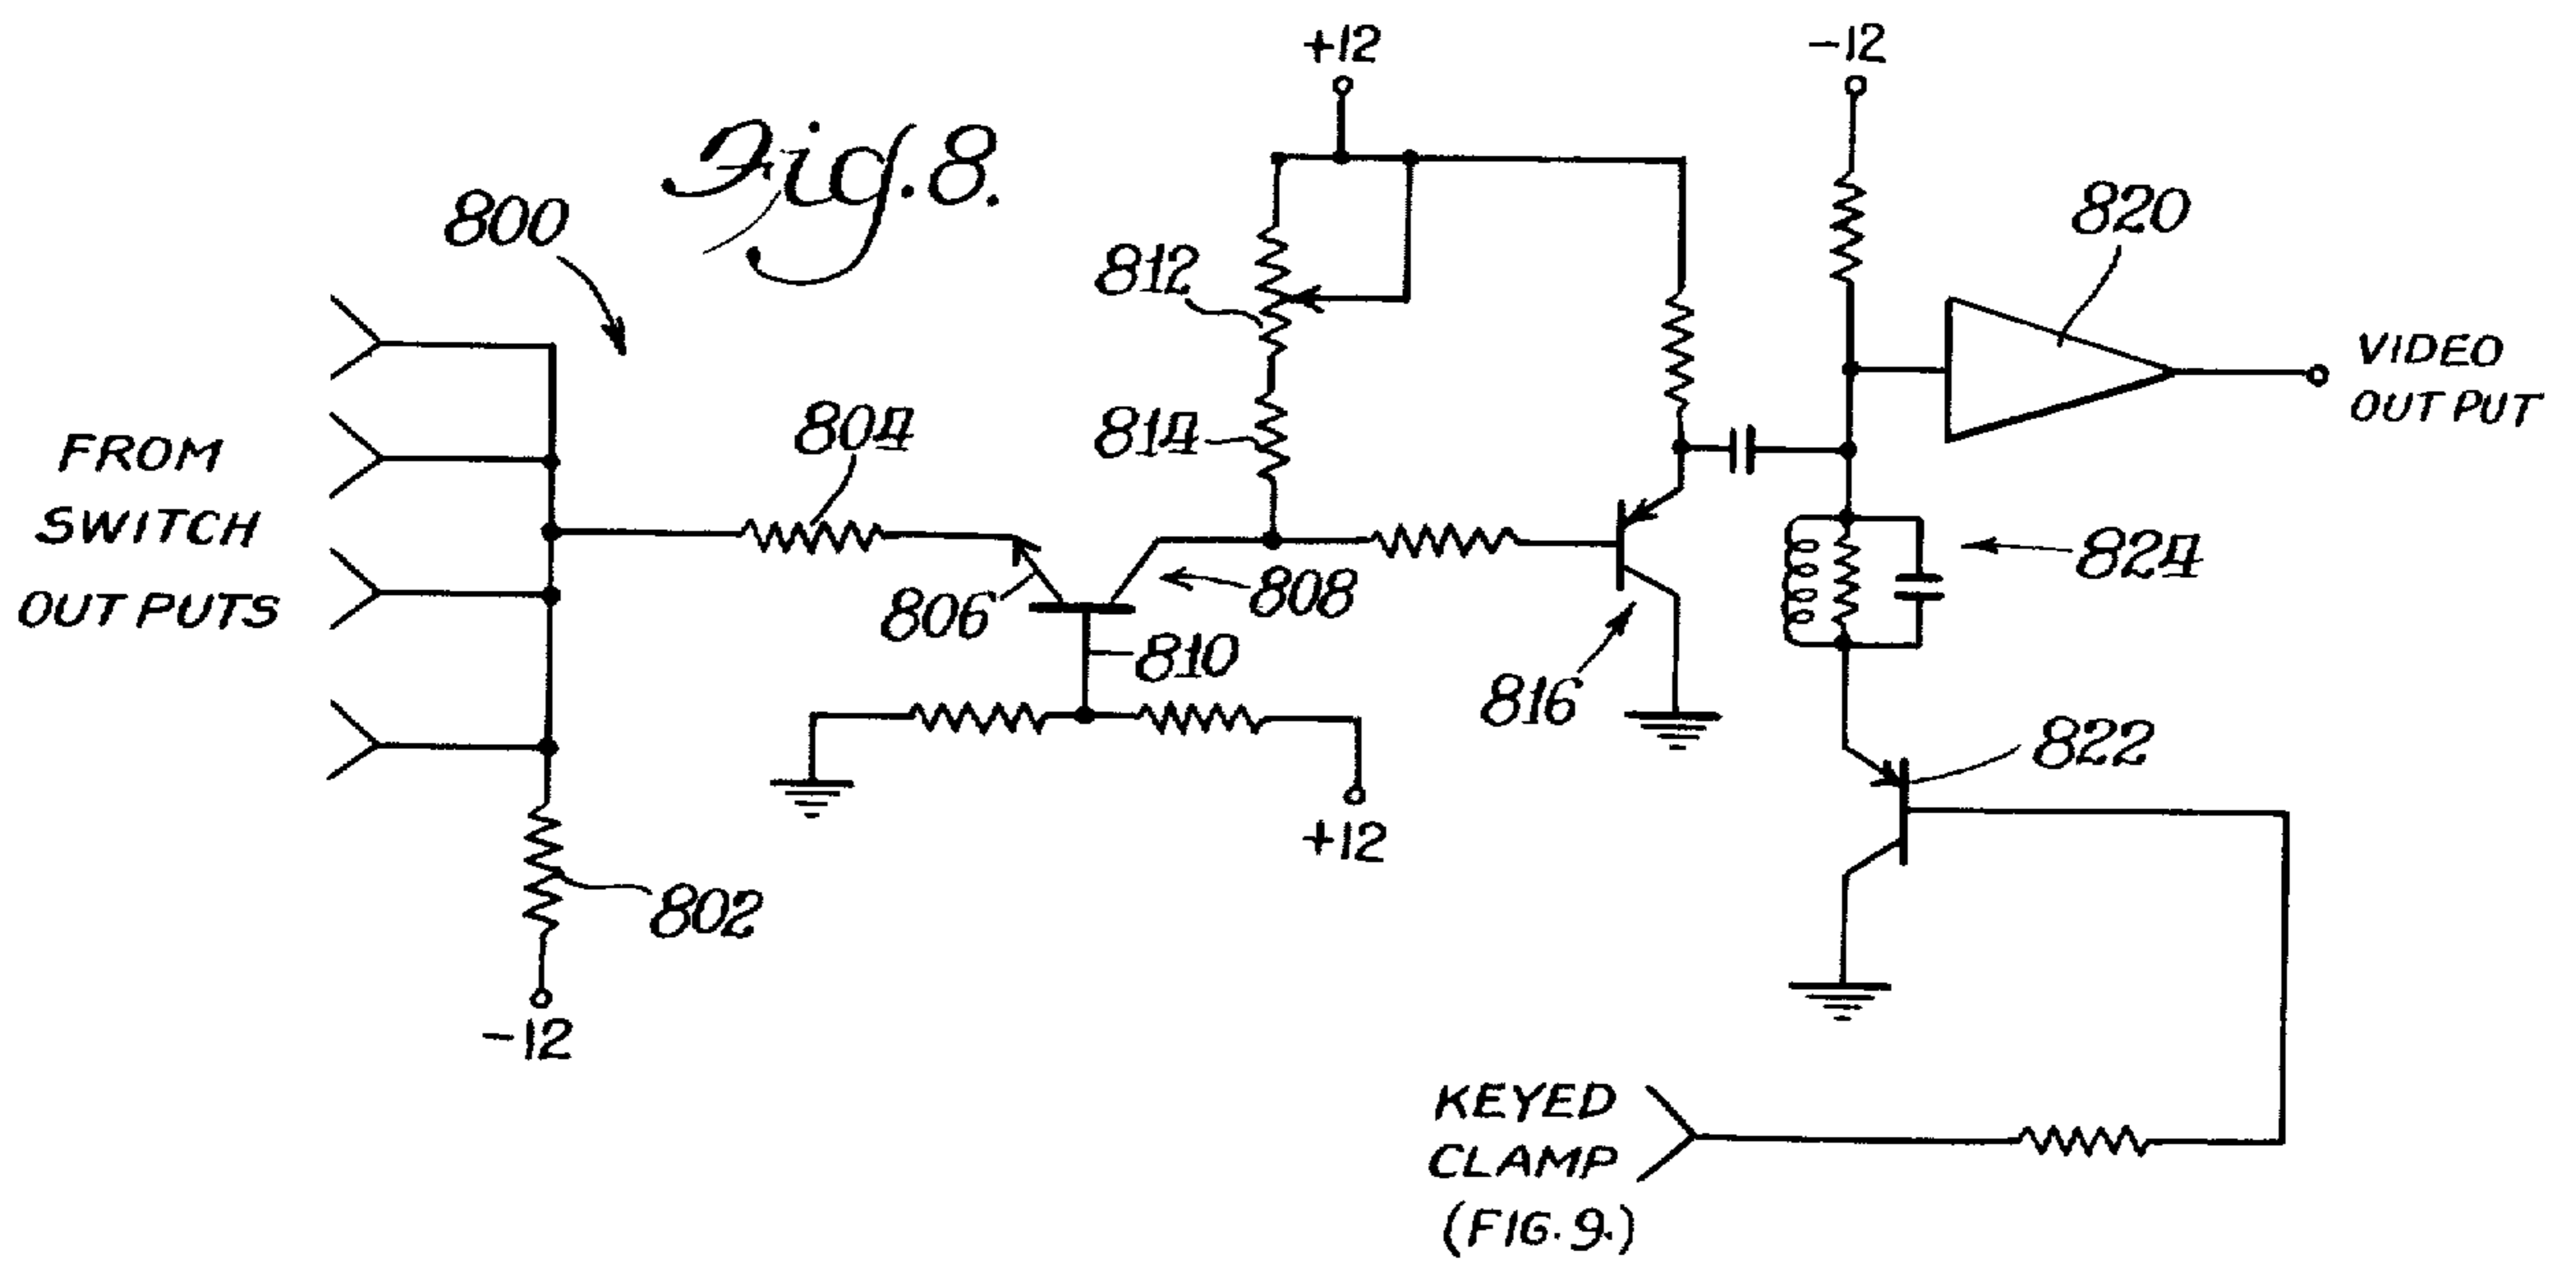 Fig. 8.
+12
-12
800
820
812
VIDEO
OUTPUT
804
814
FROM
SWITCH
OUTPUTS
824
806
808
810
816
822
+12
802
-12
KEYED
CLAMP
(FIG. 9.)